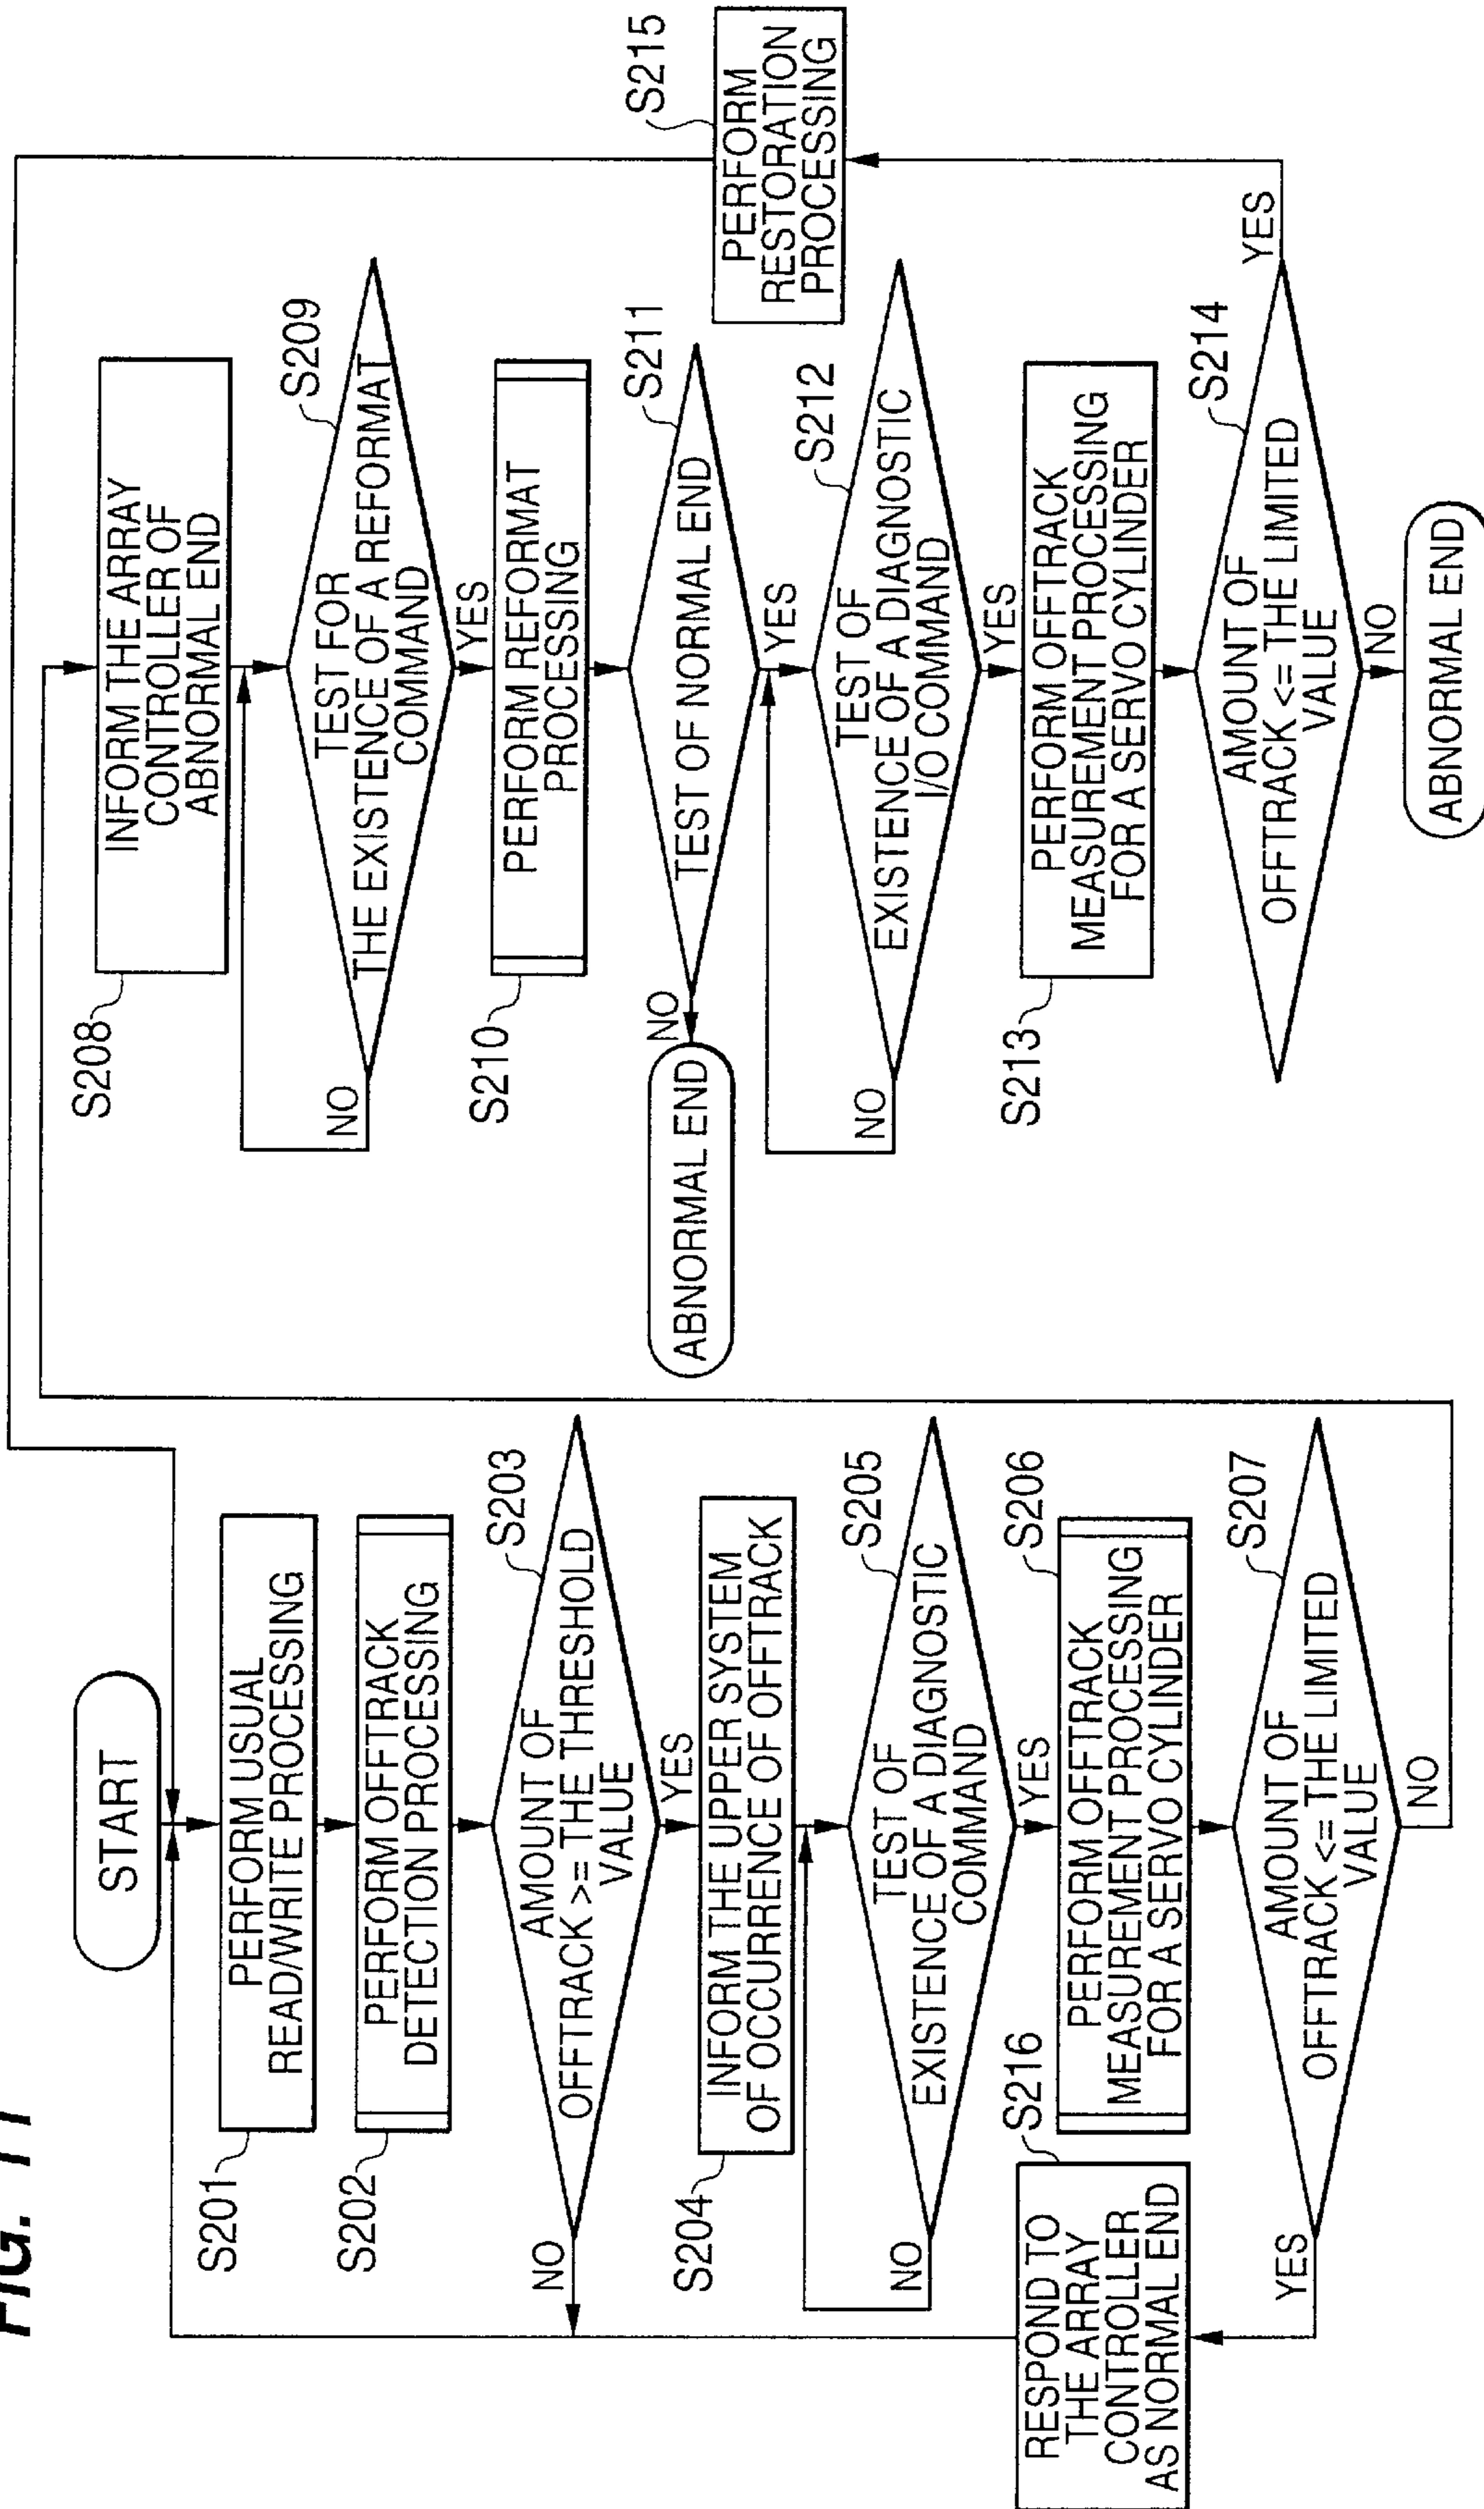 FIG. 11
START
PERFORM USUAL
READ/WRITE PROCESSING
S201
PERFORM OFFTRACK
DETECTION PROCESSING
S202
AMOUNT OF
OFFTRACK >= THE THRESHOLD
VALUE
S203
NO
YES
INFORM THE UPPER SYSTEM
OF OCCURRENCE OF OFFTRACK
S204
TEST OF
EXISTENCE OF A DIAGNOSTIC
COMMAND
S205
NO
YES
PERFORM OFFTRACK
MEASUREMENT PROCESSING
FOR A SERVO CYLINDER
S206
AMOUNT OF
OFFTRACK <= THE LIMITED
VALUE
S207
YES
NO
RESPOND TO
THE ARRAY
CONTROLLER
AS NORMAL END
S216
INFORM THE ARRAY
CONTROLLER OF
ABNORMAL END
S208
TEST FOR
THE EXISTENCE OF A REFORMAT
COMMAND
S209
NO
YES
PERFORM REFORMAT
PROCESSING
S210
TEST OF NORMAL END
S211
NO
ABNORMAL END
YES
TEST OF
EXISTENCE OF A DIAGNOSTIC
I/O COMMAND
S212
NO
YES
PERFORM OFFTRACK
MEASUREMENT PROCESSING
FOR A SERVO CYLINDER
S213
AMOUNT OF
OFFTRACK <= THE LIMITED
VALUE
S214
YES
NO
ABNORMAL END
PERFORM
RESTORATION
PROCESSING
S215